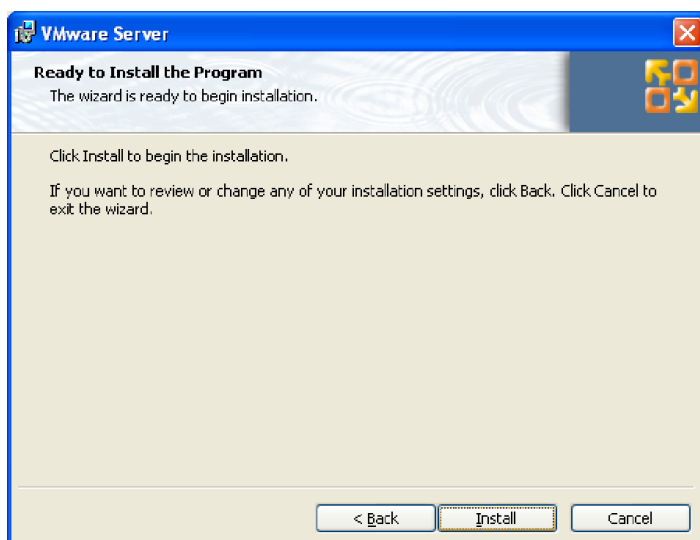 VMware Server
Ready to Install the Program
The wizard is ready to begin installation.
Click Install to begin the installation.
If you want to review or change any of your installation settings, click Back. Click Cancel to
exit the wizard.
< Back Install Cancel